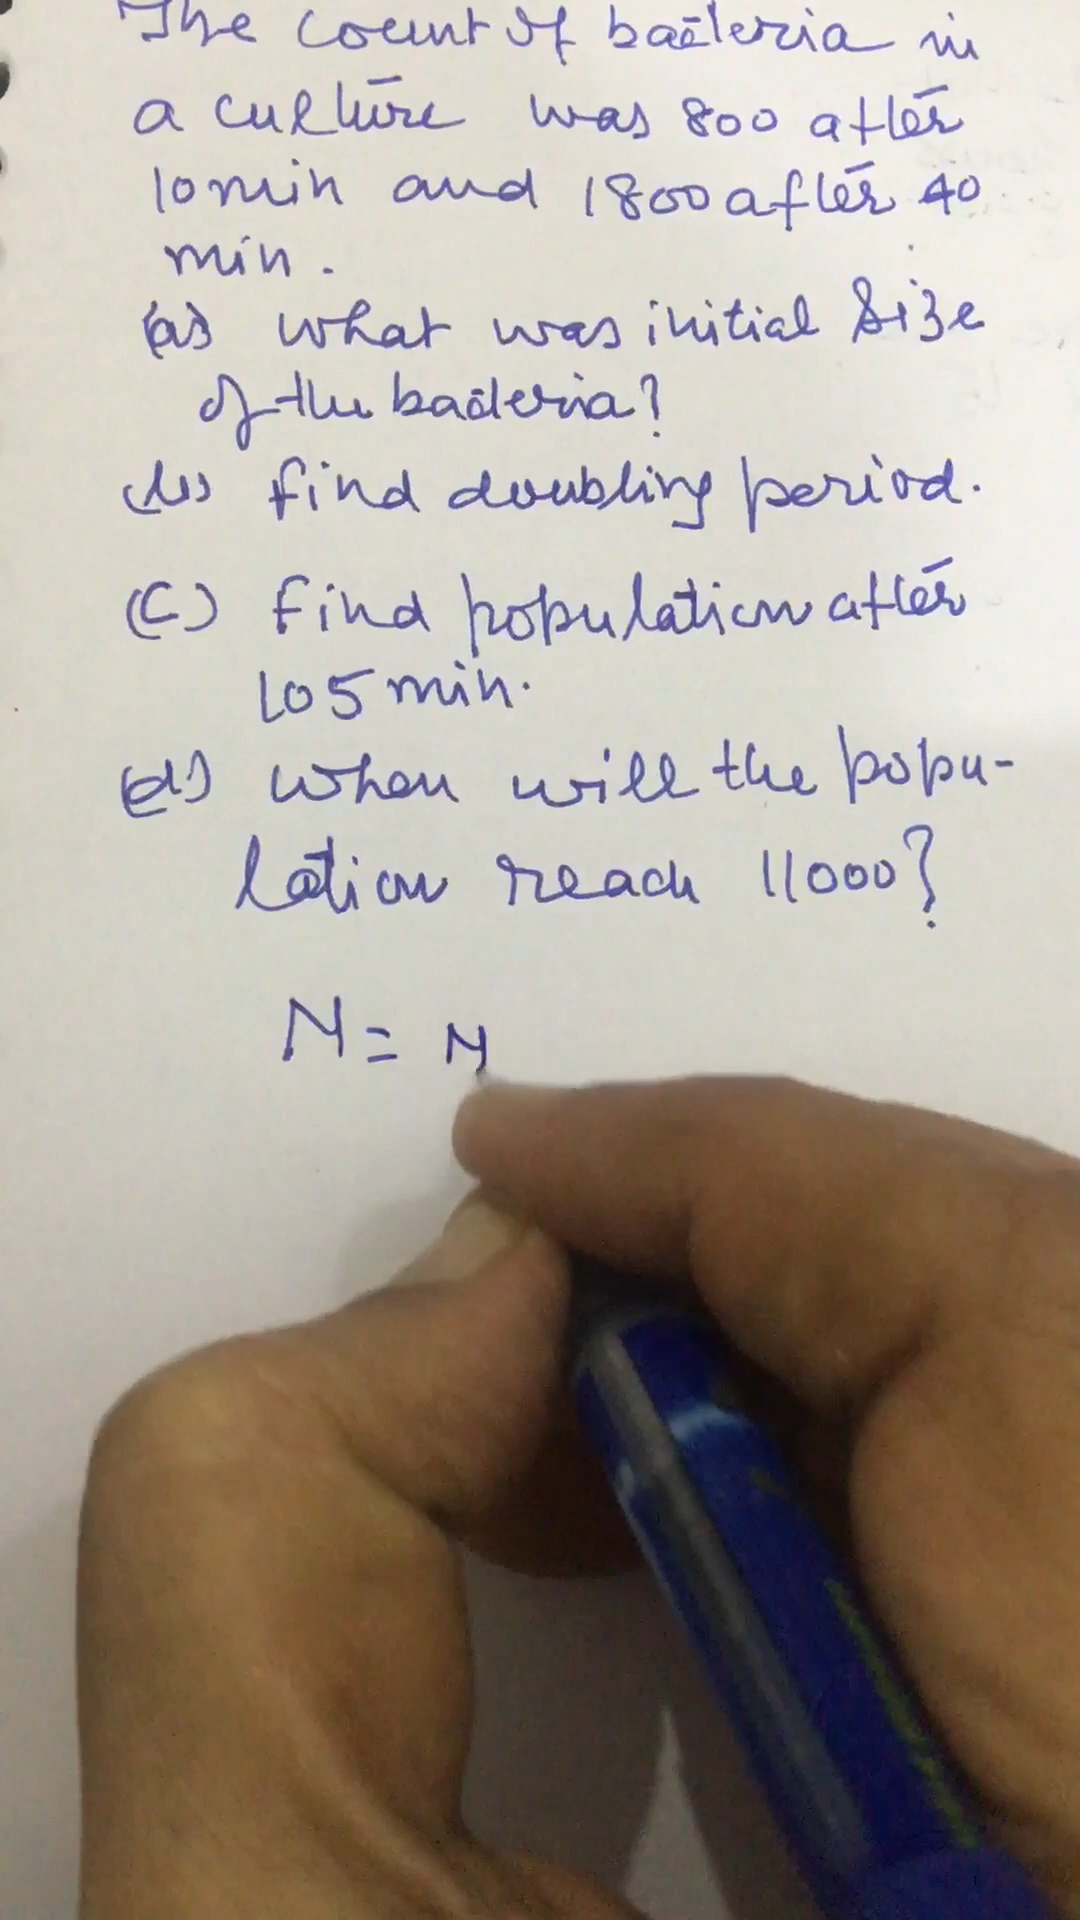 The count of bacteria in
a culture was 800 after
10 min and 1800 after 40
min.
(a) what was initial size
of the bacteria?
(b) find doubling period.
(c) find population after
105 min.
(d) when will the popu-
lation reach 11000?
N = N